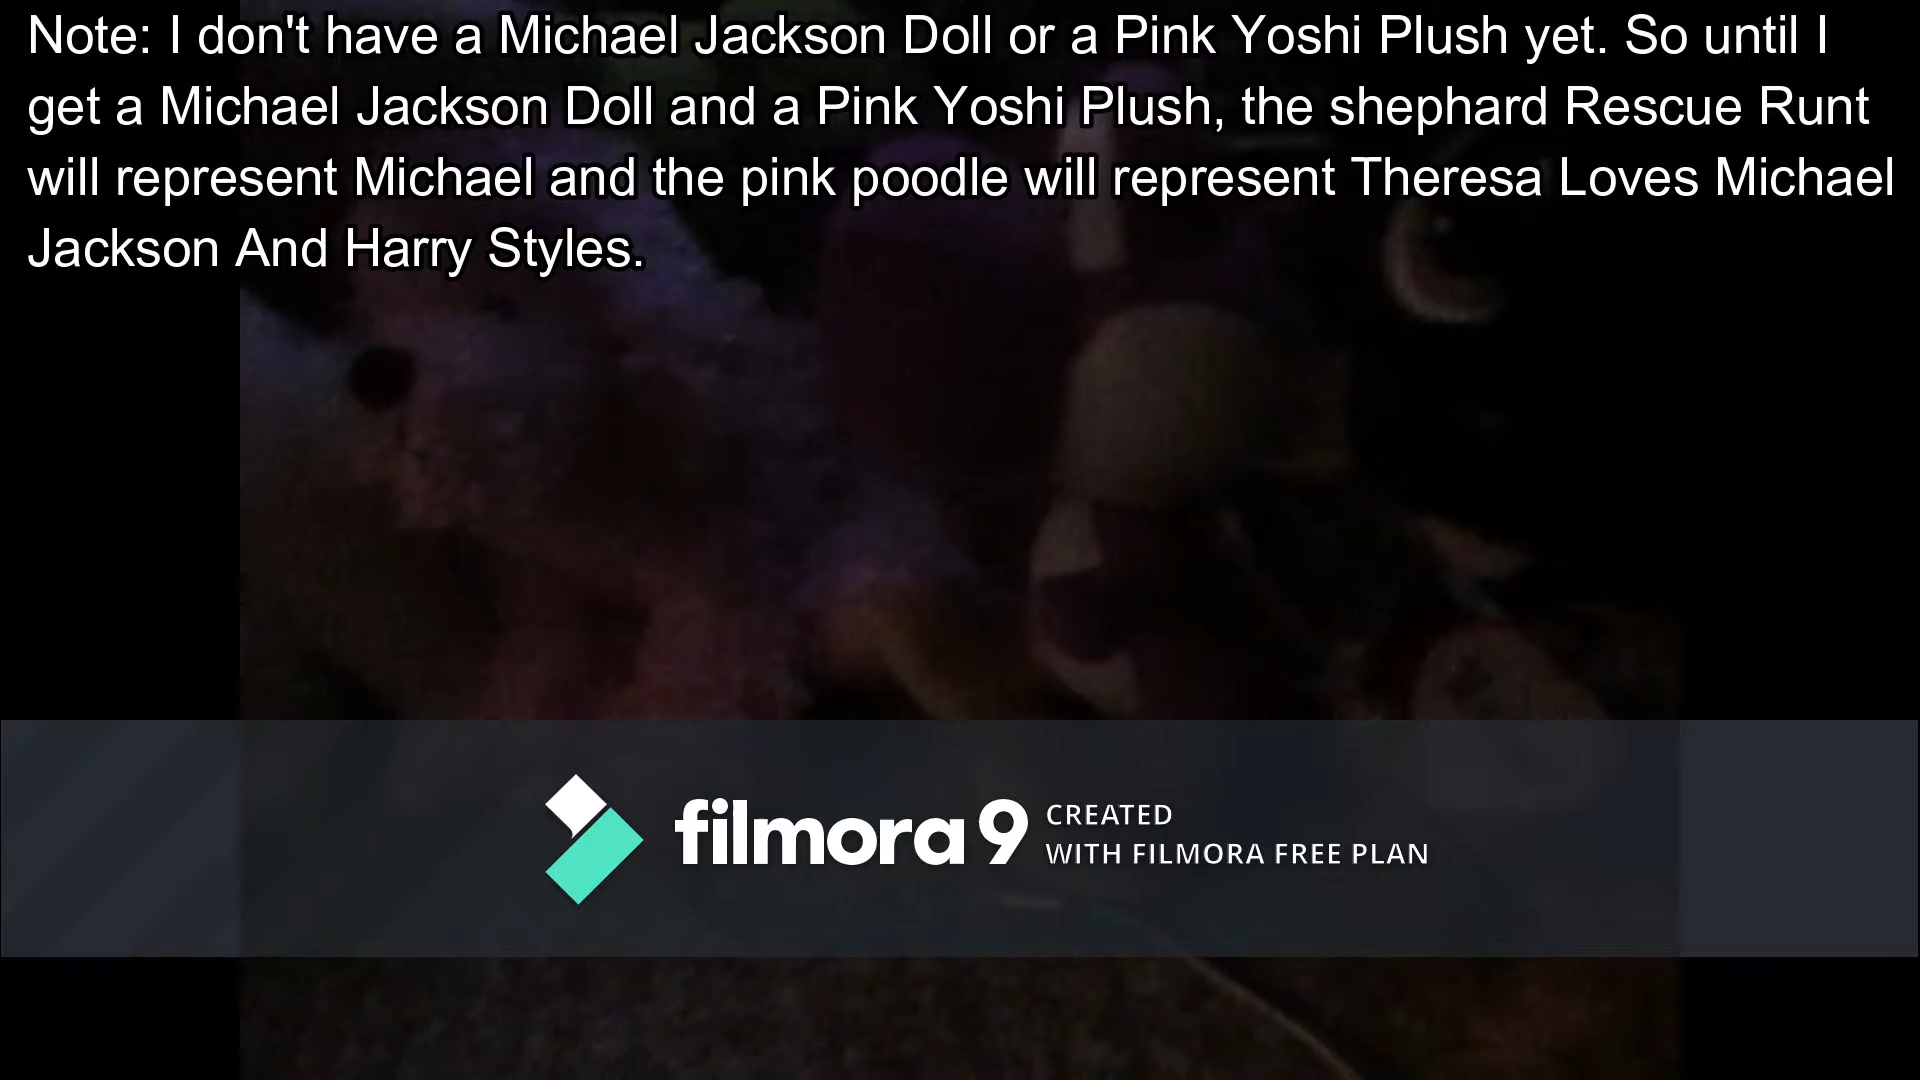 Note: I don't have a Michael Jackson Doll or a Pink Yoshi Plush yet. So until I
get a Michael Jackson Doll and a Pink Yoshi Plush, the shephard Rescue Runt
will represent Michael and the pink poodle will represent Theresa Loves Michael
Jackson And Harry Styles.
filmora 9 CREATED
WITH FILMORA FREE PLAN